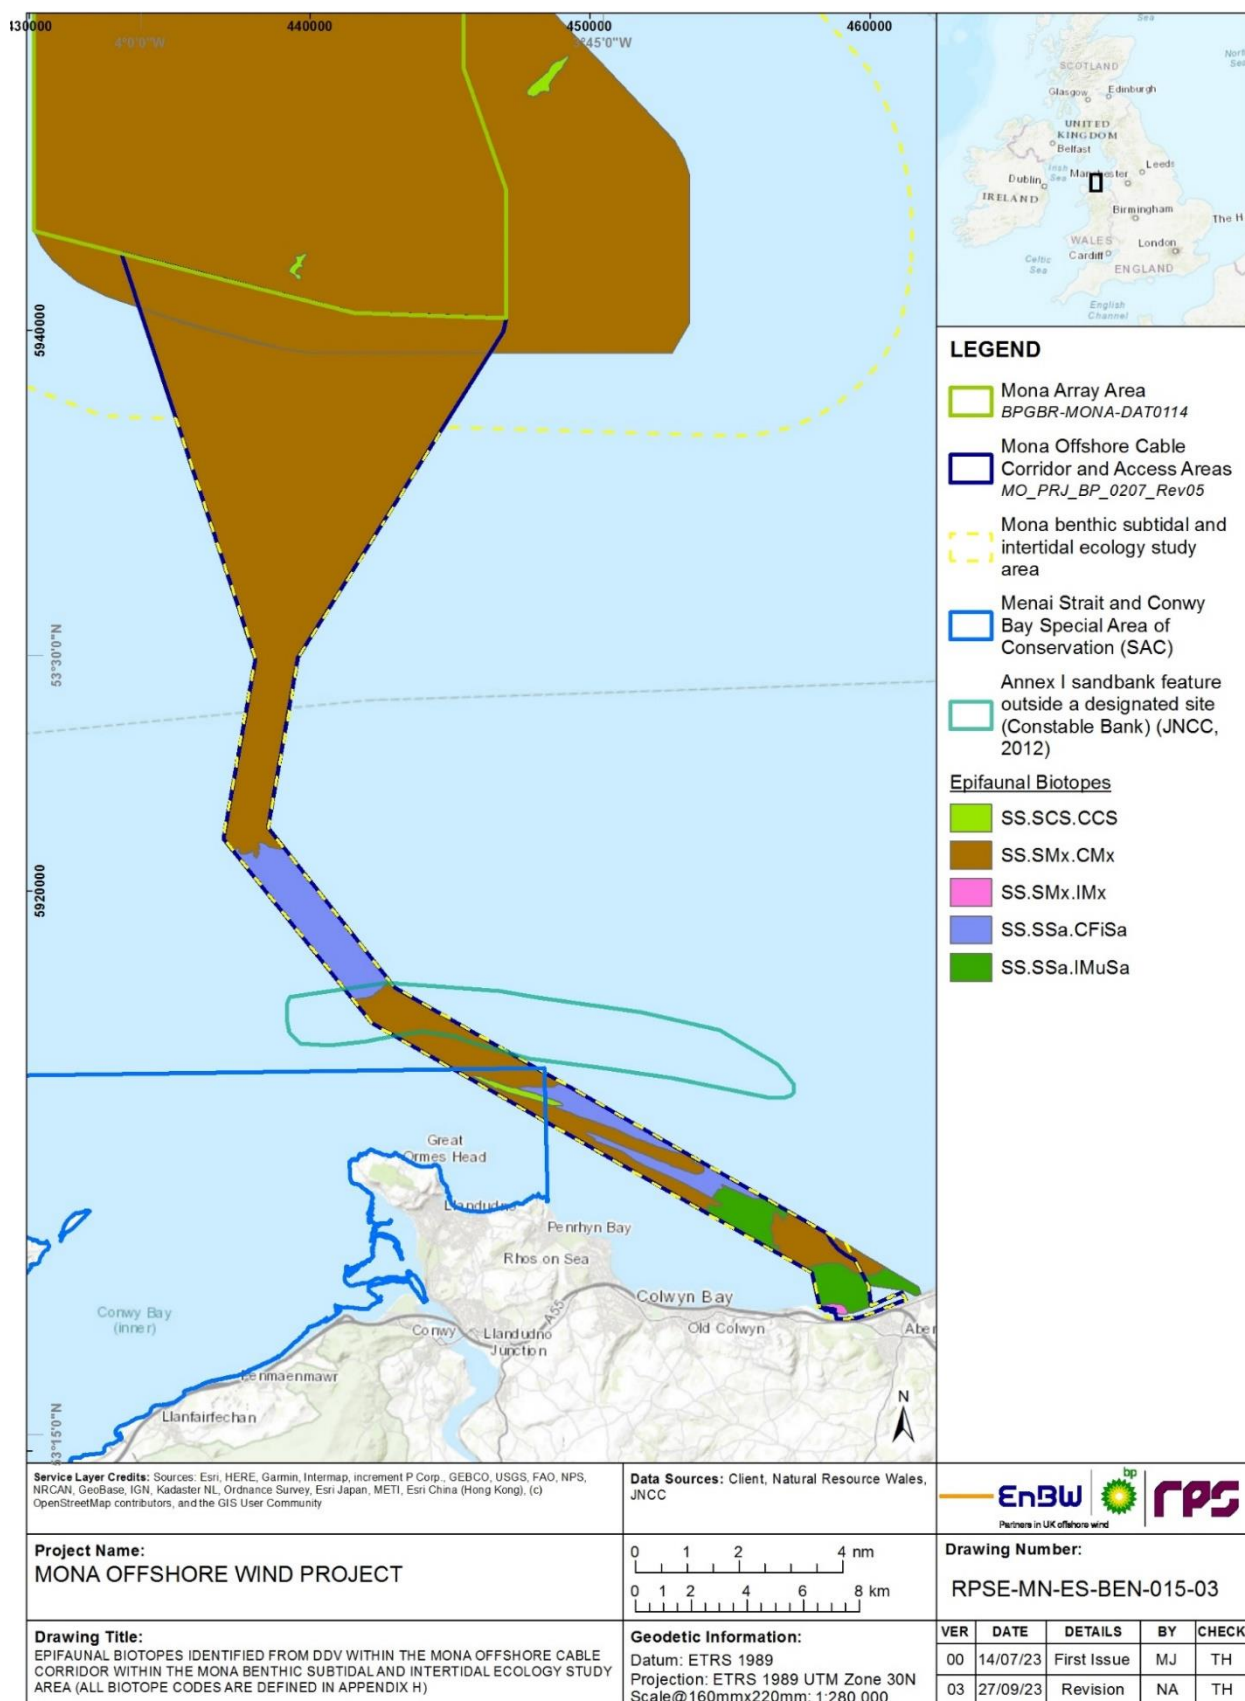 430000
440000
450000
460000
4°0'0"W
3°45'0"W
5940000
53°30'0"N
5920000
53°15'0"N
Great
Ormes Head
Llandudno
Penrhyn Bay
Rhos on Sea
Colwyn Bay
Old Colwyn
Aber
A55
Conwy Bay
(inner)
Conwy
Llandudno
Junction
Penmaenmawr
Llanfairfechan
N
Sea
North
Sea
SCOTLAND
Glasgow
Edinburgh
UNITED
KINGDOM
Belfast
Irish
Sea
Manchester
Leeds
Dublin
IRELAND
Birmingham
The H
WALES
Cardiff
London
Celtic
Sea
ENGLAND
English
Channel
LEGEND
Mona Array Area
BPGBR-MONA-DAT0114
Mona Offshore Cable
Corridor and Access Areas
MO_PRJ_BP_0207_Rev05
Mona benthic subtidal and
intertidal ecology study
area
Menai Strait and Conwy
Bay Special Area of
Conservation (SAC)
Annex I sandbank feature
outside a designated site
(Constable Bank) (JNCC,
2012)
Epifaunal Biotopes
SS.SCS.CCS
SS.SMx.CMx
SS.SMx.IMx
SS.SSa.CFiSa
SS.SSa.IMuSa
Service Layer Credits: Sources: Esri, HERE, Garmin, Intermap, increment P Corp., GEBCO, USGS, FAO, NPS,
NRCAN, GeoBase, IGN, Kadaster NL, Ordnance Survey, Esri Japan, METI, Esri China (Hong Kong), (c)
OpenStreetMap contributors, and the GIS User Community
Data Sources: Client, Natural Resource Wales,
JNCC
EnBW
bp
rps
Partners in UK offshore wind
Project Name:
MONA OFFSHORE WIND PROJECT
0 1 2 4 nm
0 1 2 4 6 8 km
Drawing Number:
RPSE-MN-ES-BEN-015-03
Drawing Title:
EPIFAUNAL BIOTOPES IDENTIFIED FROM DDV WITHIN THE MONA OFFSHORE CABLE
CORRIDOR WITHIN THE MONA BENTHIC SUBTIDAL AND INTERTIDAL ECOLOGY STUDY
AREA (ALL BIOTOPE CODES ARE DEFINED IN APPENDIX H)
Geodetic Information:
Datum: ETRS 1989
Projection: ETRS 1989 UTM Zone 30N
Scale@160mmx220mm: 1:280,000
VER DATE DETAILS BY CHECK
00 14/07/23 First Issue MJ TH
03 27/09/23 Revision NA TH